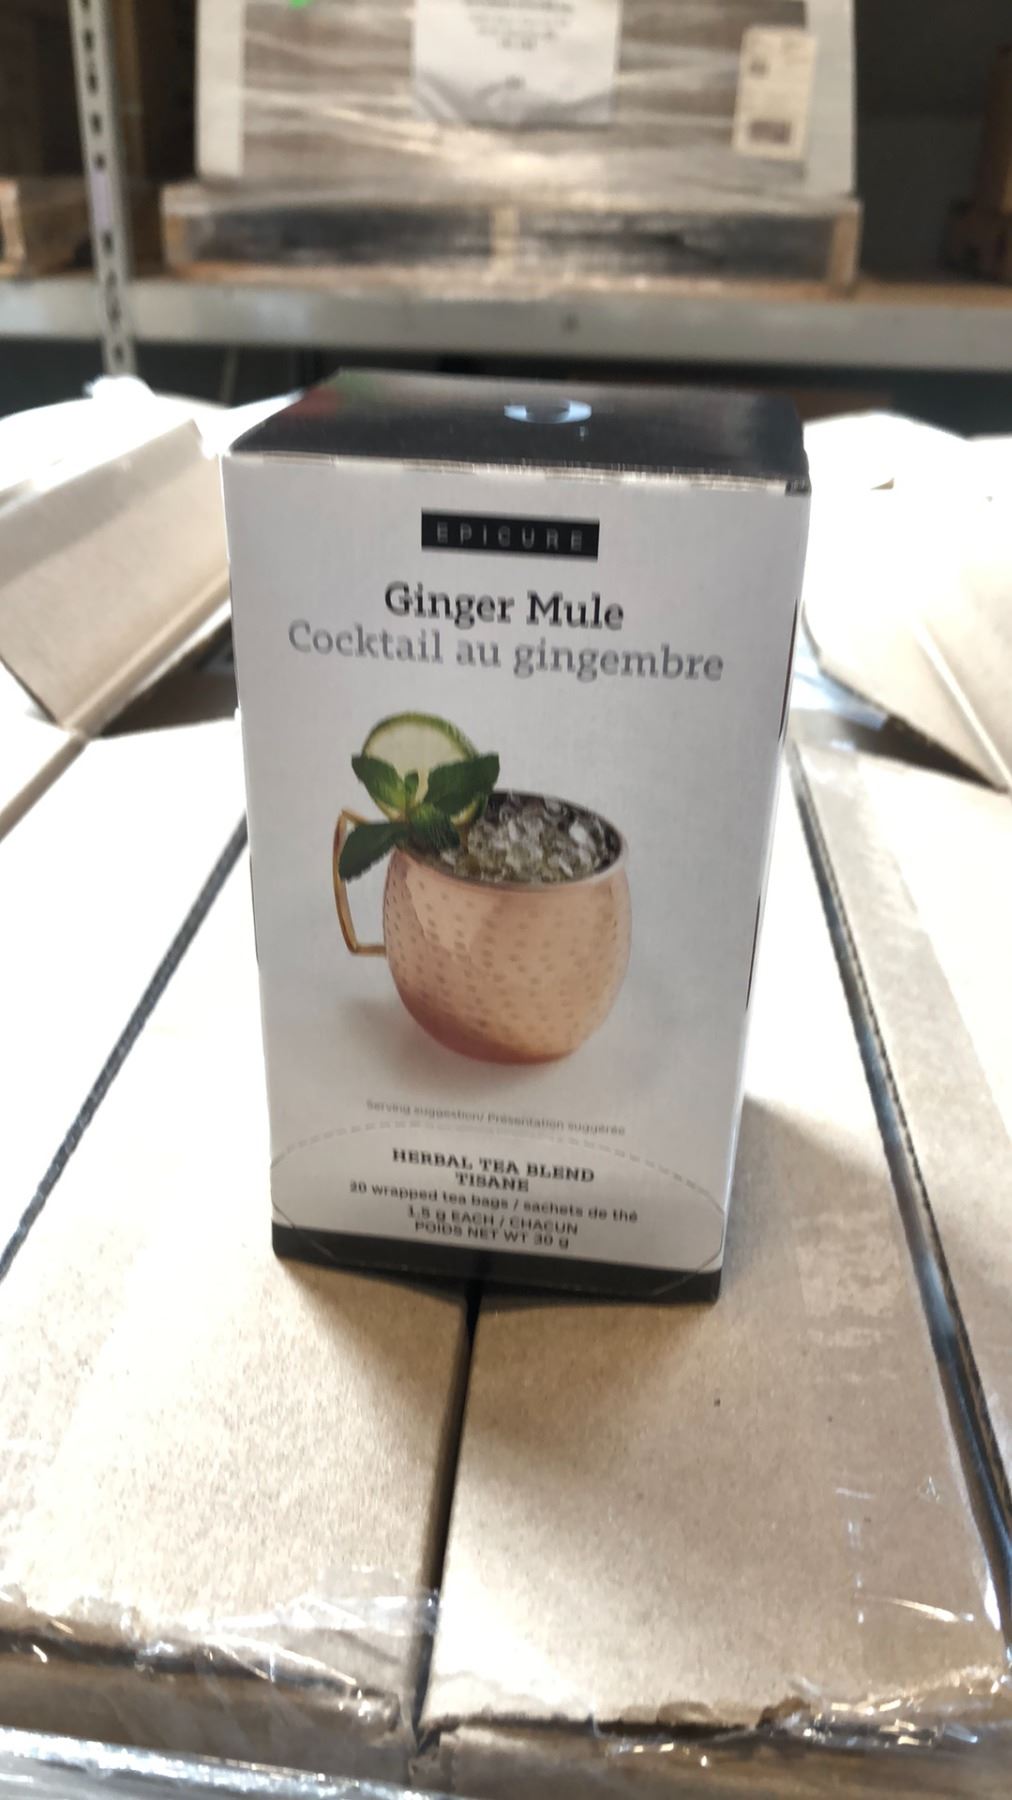 EPICURE
Ginger Mule
Cocktail au gingembre
Serving suggestion/ Présentation suggérée
HERBAL TEA BLEND
TISANE
20 wrapped tea bags / sachets de thé
1,5 g EACH / CHACUN
POIDS NET WT 30 g